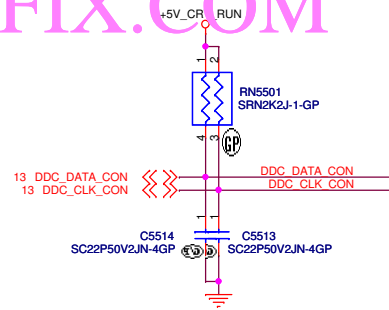 FIX.COM
+5V_CRT_RUN
1
2
RN5501
SRN2K2J-1-GP
4
3
GP
13 DDC_DATA_CON
DDC_DATA_CON
13 DDC_CLK_CON
DDC_CLK_CON
1
1
C5514
C5513
SC22P50V2JN-4GP
SC22P50V2JN-4GP